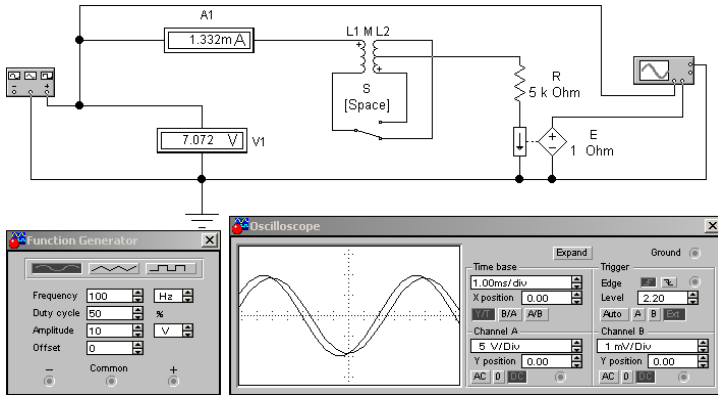 A1
1.332m A
L1 M L2
S
[Space]
R
5 k Ohm
7.072 V
V1
E
1 Ohm
Function Generator
Frequency 100 Hz
Duty cycle 50 %
Amplitude 10 V
Offset 0
− Common +
Oscilloscope
Expand
Ground
Time base
1.00ms/div
X position 0.00
Y/T B/A A/B
Trigger
Edge
Level 2.20
Auto A B Ext
Channel A
5 V/Div
Y position 0.00
AC 0 DC
Channel B
1 mV/Div
Y position 0.00
AC 0 DC